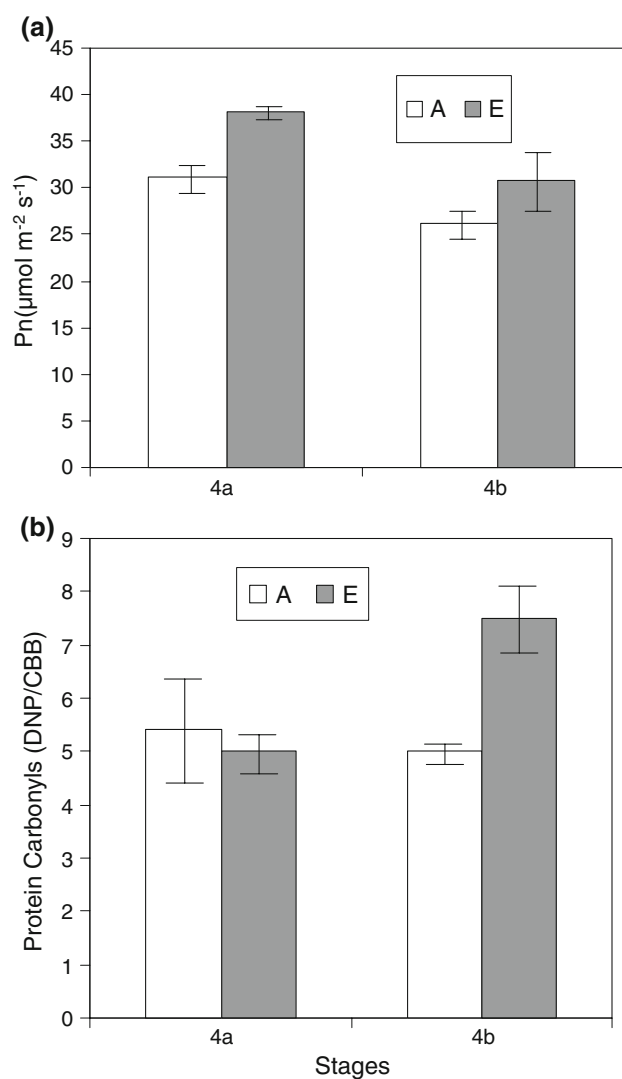 (a)
45
40
35
30
25
20
15
10
5
0
Pn(µmol m⁻² s⁻¹)
A E
4a 4b
(b)
9
8
7
6
5
4
3
2
1
0
Protein Carbonyls (DNP/CBB)
A E
4a 4b
Stages